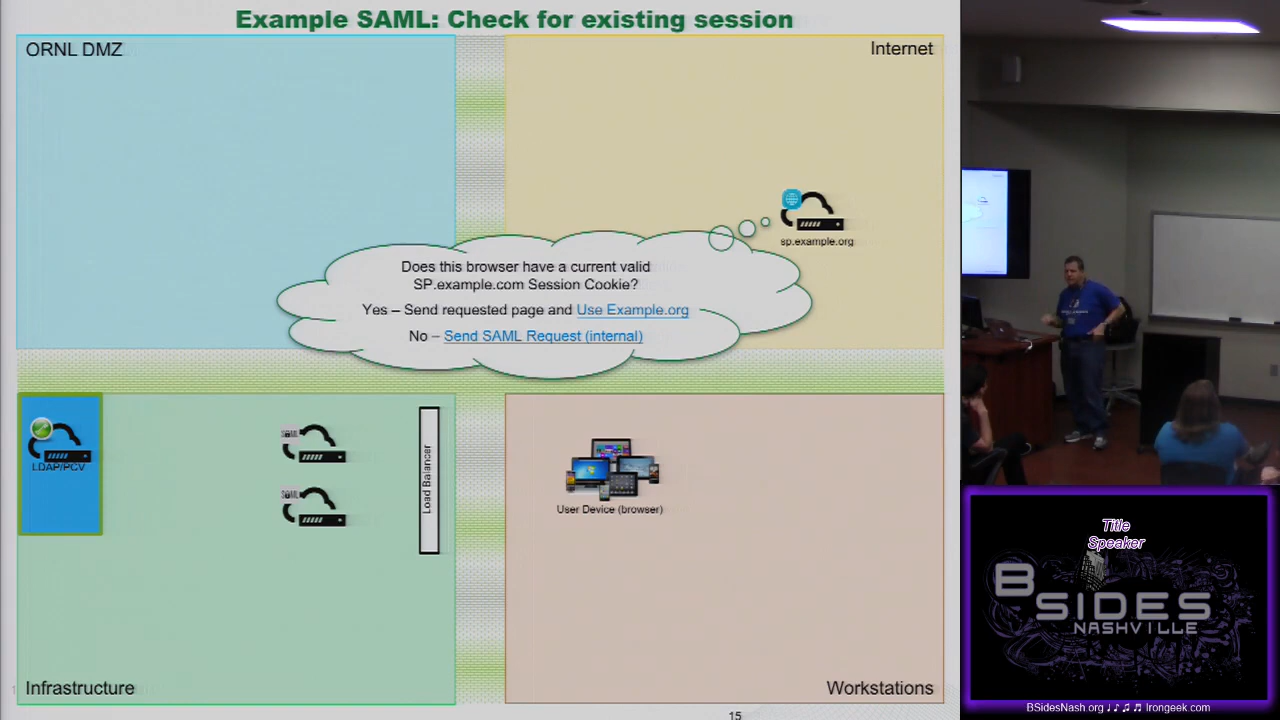 Example SAML: Check for existing session
ORNL DMZ
Internet
sp.example.org
Does this browser have a current valid
SP.example.com Session Cookie?
Yes – Send requested page and Use Example.org
No – Send SAML Request (internal)
LDAP/PCV
SAML
SAML
Load Balancer
User Device (browser)
Infrastructure
Workstations
15
Title
Speaker
BSIDES
NASHVILLE
BSidesNash.org ♩♪♫♬ Irongeek.com